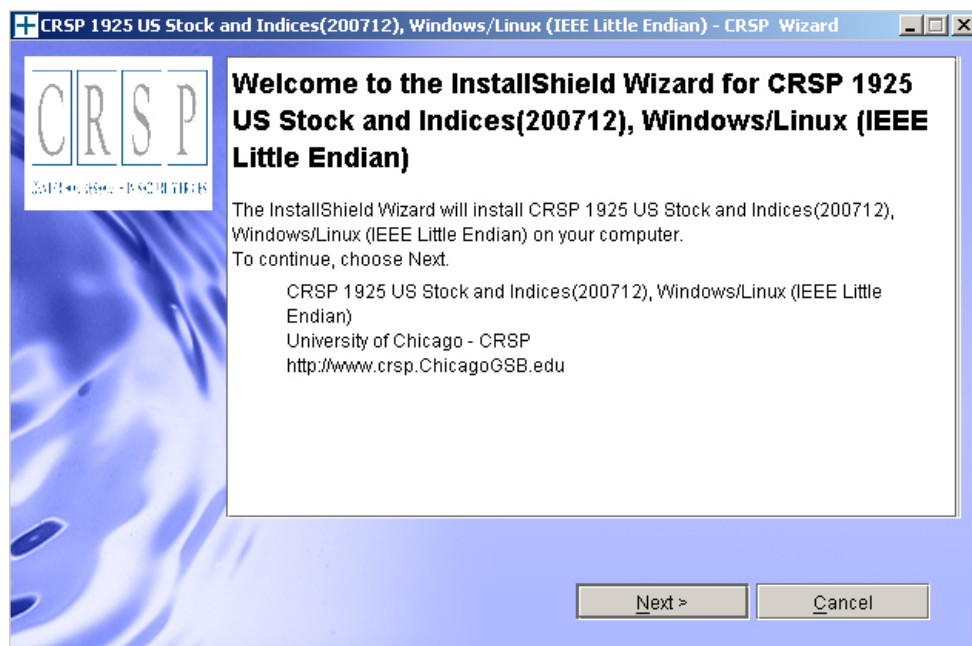 CRSP 1925 US Stock and Indices(200712), Windows/Linux (IEEE Little Endian) - CRSP Wizard
CRSP
Welcome to the InstallShield Wizard for CRSP 1925
US Stock and Indices(200712), Windows/Linux (IEEE
Little Endian)
The InstallShield Wizard will install CRSP 1925 US Stock and Indices(200712),
Windows/Linux (IEEE Little Endian) on your computer.
To continue, choose Next.
CRSP 1925 US Stock and Indices(200712), Windows/Linux (IEEE Little
Endian)
University of Chicago - CRSP
http://www.crsp.ChicagoGSB.edu
Next >
Cancel